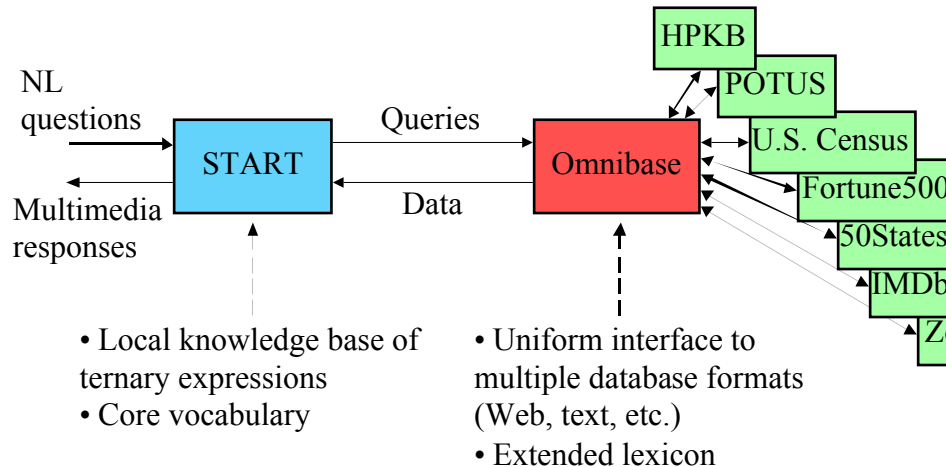 HPKB
POTUS
U.S. Census
Fortune500
50States
IMDb
NL
questions
START
Queries
Omnibase
Multimedia
responses
Data
• Local knowledge base of
ternary expressions
• Core vocabulary
• Uniform interface to
multiple database formats
(Web, text, etc.)
• Extended lexicon